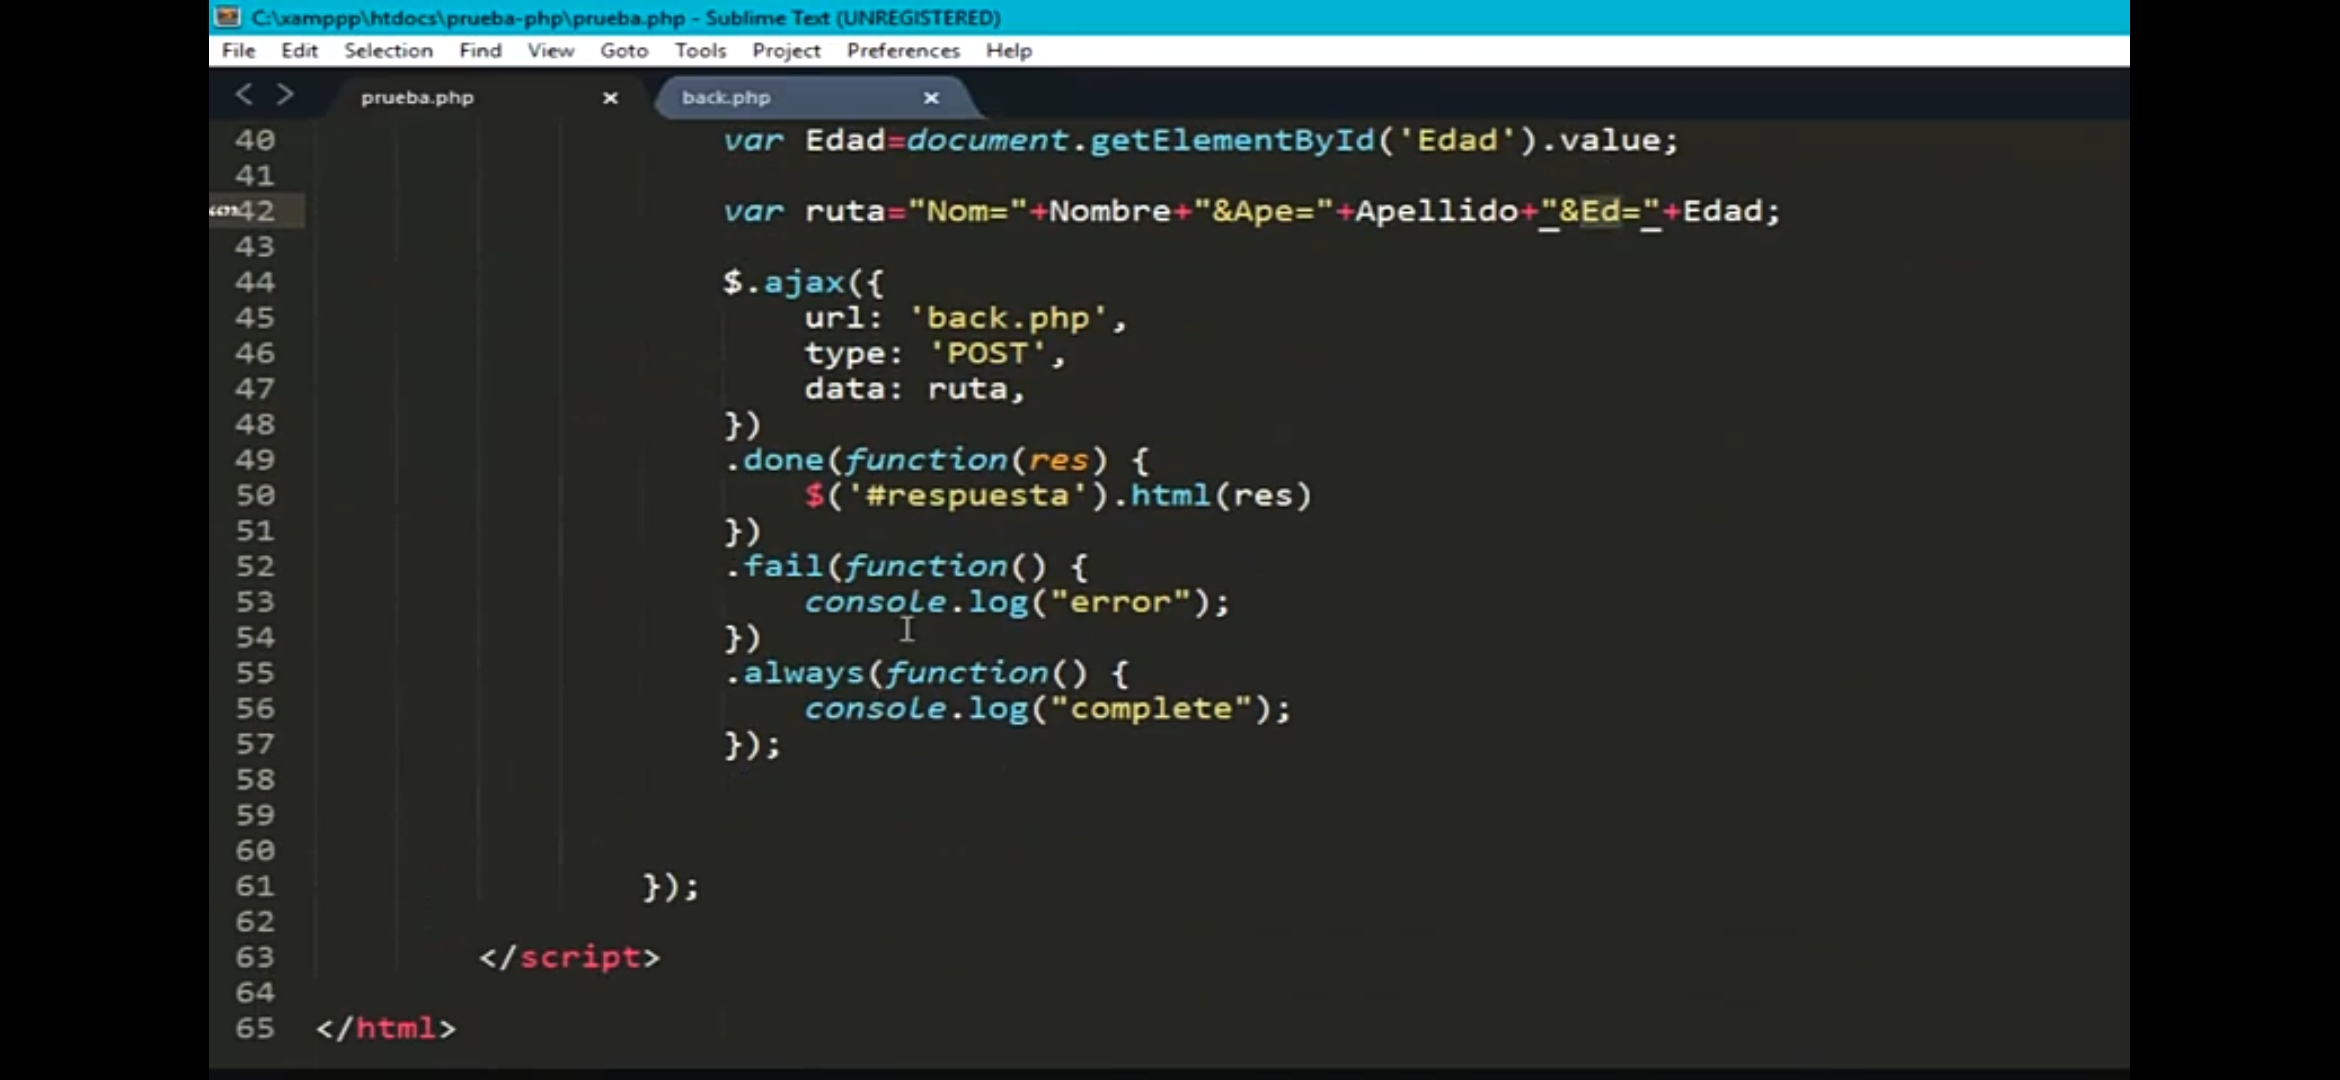 C:\xamppp\htdocs\prueba-php\prueba.php - Sublime Text (UNREGISTERED)
File Edit Selection Find View Goto Tools Project Preferences Help
prueba.php back.php
40 var Edad=document.getElementById('Edad').value;
41
42 var ruta="Nom="+Nombre+"&Ape="+Apellido+"&Ed="+Edad;
43
44 $.ajax({
45 url: 'back.php',
46 type: 'POST',
47 data: ruta,
48 })
49 .done(function(res) {
50 $('#respuesta').html(res)
51 })
52 .fail(function() {
53 console.log("error");
54 })
55 .always(function() {
56 console.log("complete");
57 });
58
59
60
61 });
62
63 </script>
64
65 </html>